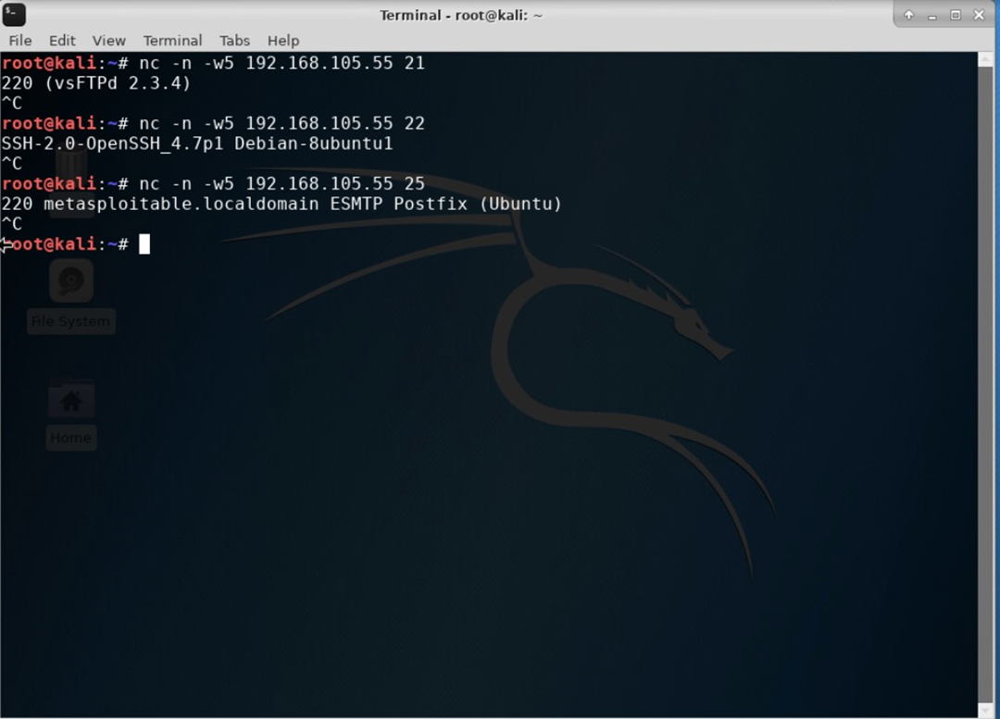 Terminal - root@kali: ~
File Edit View Terminal Tabs Help
root@kali:~# nc -n -w5 192.168.105.55 21
220 (vsFTPd 2.3.4)
^C
root@kali:~# nc -n -w5 192.168.105.55 22
SSH-2.0-OpenSSH_4.7p1 Debian-8ubuntu1
^C
root@kali:~# nc -n -w5 192.168.105.55 25
220 metasploitable.localdomain ESMTP Postfix (Ubuntu)
^C
root@kali:~#
File System
Home